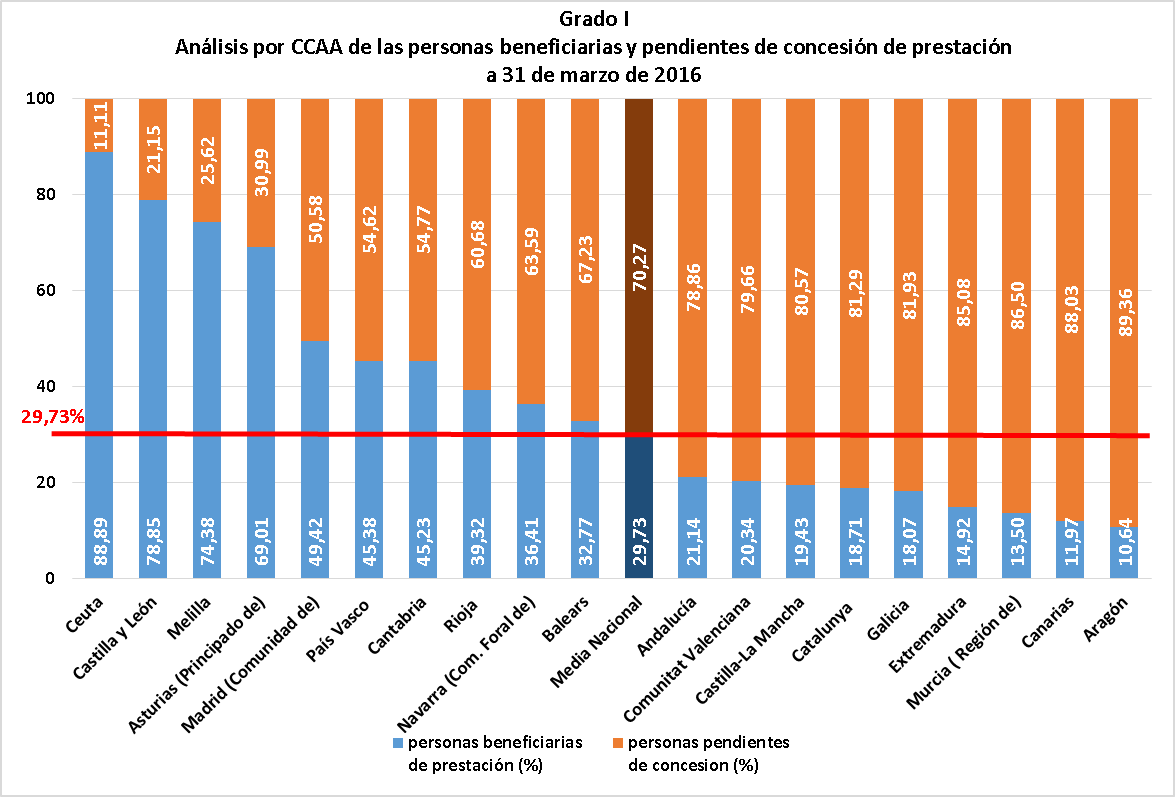 Grado I
Análisis por CCAA de las personas beneficiarias y pendientes de concesión de prestación
a 31 de marzo de 2016
100
80
60
40
20
0
29,73%
11,11
21,15
25,62
30,99
50,58
54,62
54,77
60,68
63,59
67,23
70,27
78,86
79,66
80,57
81,29
81,93
85,08
86,50
88,03
89,36
88,89
78,85
74,38
69,01
49,42
45,38
45,23
39,32
36,41
32,77
29,73
21,14
20,34
19,43
18,71
18,07
14,92
13,50
11,97
10,64
Ceuta
Castilla y León
Melilla
Asturias (Principado de)
Madrid (Comunidad de)
País Vasco
Cantabria
Rioja
Navarra (Com. Foral de)
Balears
Media Nacional
Andalucía
Comunitat Valenciana
Castilla-La Mancha
Catalunya
Galicia
Extremadura
Murcia ( Región de)
Canarias
Aragón
personas beneficiarias
de prestación (%)
personas pendientes
de concesion (%)